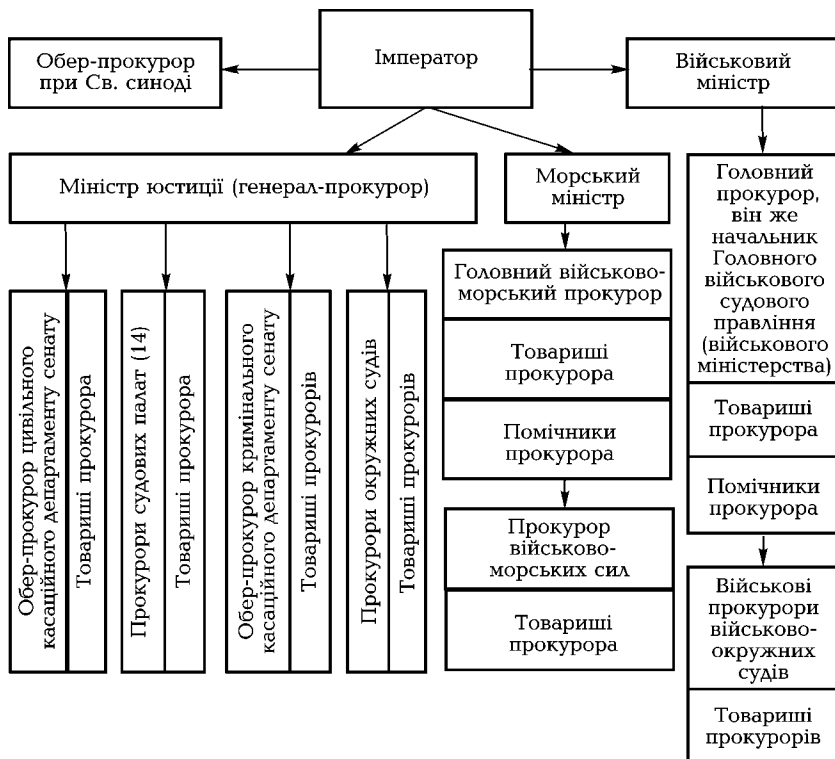 Обер-прокурор
при Св. синоді
Імператор
Військовий
міністр
Міністр юстиції (генерал-прокурор)
Морський
міністр
Головний
прокурор,
він же
начальник
Головного
військового
судового
правління
(військового
міністерства)
Товариші
прокурора
Помічники
прокурора
Військові
прокурори
військово-
окружних
судів
Товариші
прокурорів
Головний військово-
морський прокурор
Товариші
прокурора
Помічники
прокурора
Прокурор
військово-
морських сил
Товариші
прокурора
Обер-прокурор цивільного
касаційного департаменту сенату
Товариші прокурора
Прокурори судових палат (14)
Товариші прокурора
Обер-прокурор кримінального
касаційного департаменту сенату
Товариші прокурорів
Прокурори окружних судів
Товариші прокурорів